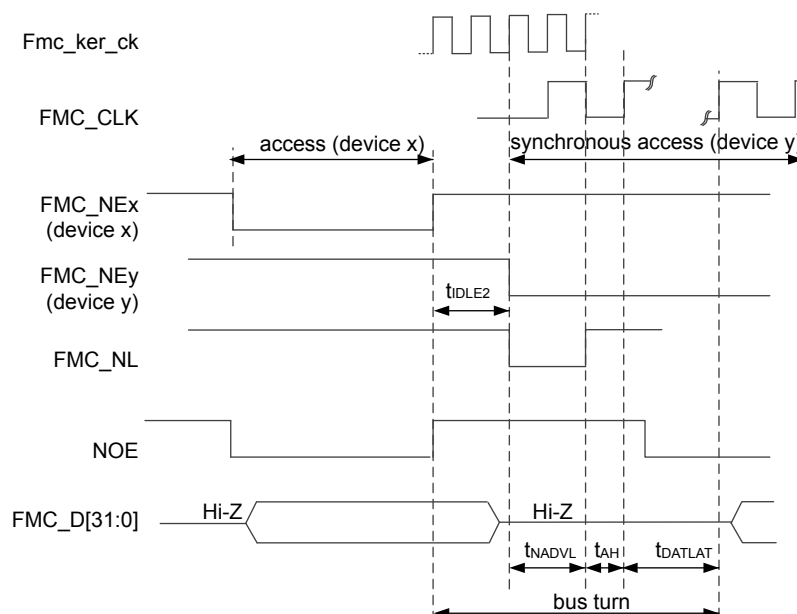 Fmc_ker_ck
FMC_CLK
access (device x)
synchronous access (device y)
FMC_NEx
(device x)
FMC_NEy
(device y)
tIDLE2
FMC_NL
NOE
FMC_D[31:0]
Hi-Z
Hi-Z
tNADVL
tAH
tDATLAT
bus turn